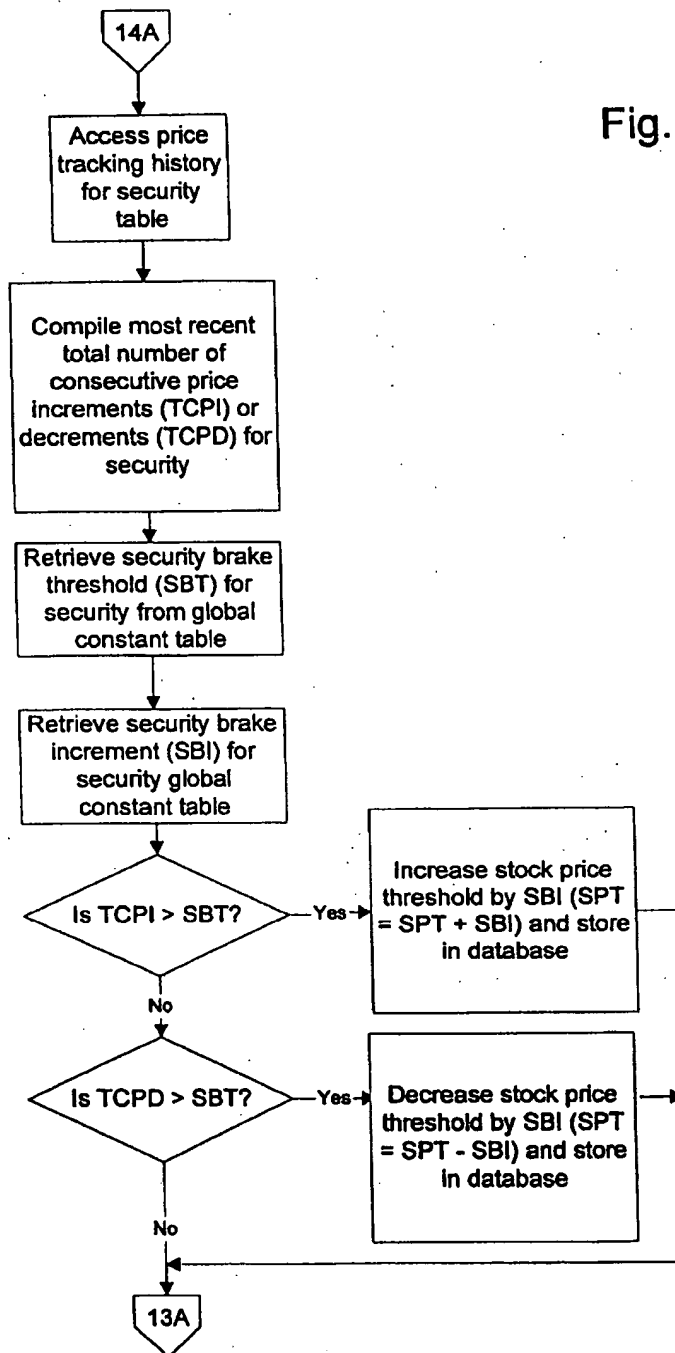 14A
Fig.
Access price
tracking history
for security
table
Compile most recent
total number of
consecutive price
increments (TCPI) or
decrements (TCPD) for
security
Retrieve security brake
threshold (SBT) for
security from global
constant table
Retrieve security brake
increment (SBI) for
security global
constant table
Is TCPI > SBT?
Yes
Increase stock price
threshold by SBI (SPT
= SPT + SBI) and store
in database
No
Is TCPD > SBT?
Yes
Decrease stock price
threshold by SBI (SPT
= SPT - SBI) and store
in database
No
13A